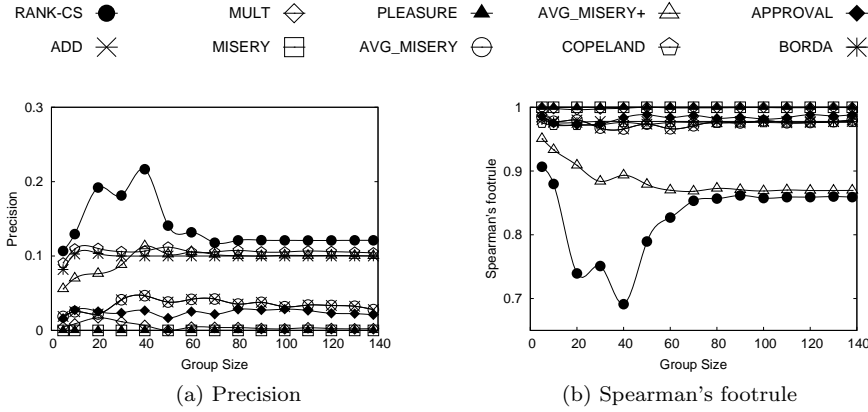 RANK-CS MULT PLEASURE AVG_MISERY+ APPROVAL
ADD MISERY AVG_MISERY COPELAND BORDA
0.3
0.2
0.1
0
Precision
0 20 40 60 80 100 120 140
Group Size
(a) Precision
1
0.9
0.8
0.7
Spearman's footrule
0 20 40 60 80 100 120 140
Group Size
(b) Spearman's footrule